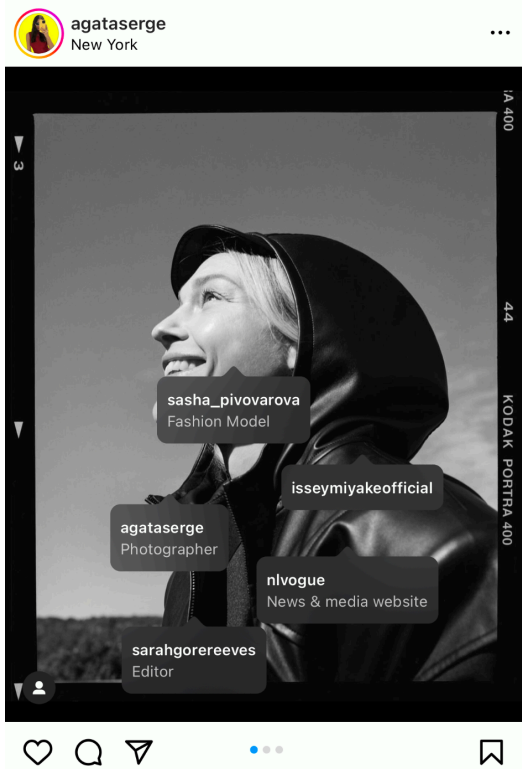 agataserge
New York
A 400
3
44
KODAK PORTRA 400
sasha_pivovarova
Fashion Model
isseymiyakeofficial
agataserge
Photographer
nlvogue
News & media website
sarahgorereeves
Editor